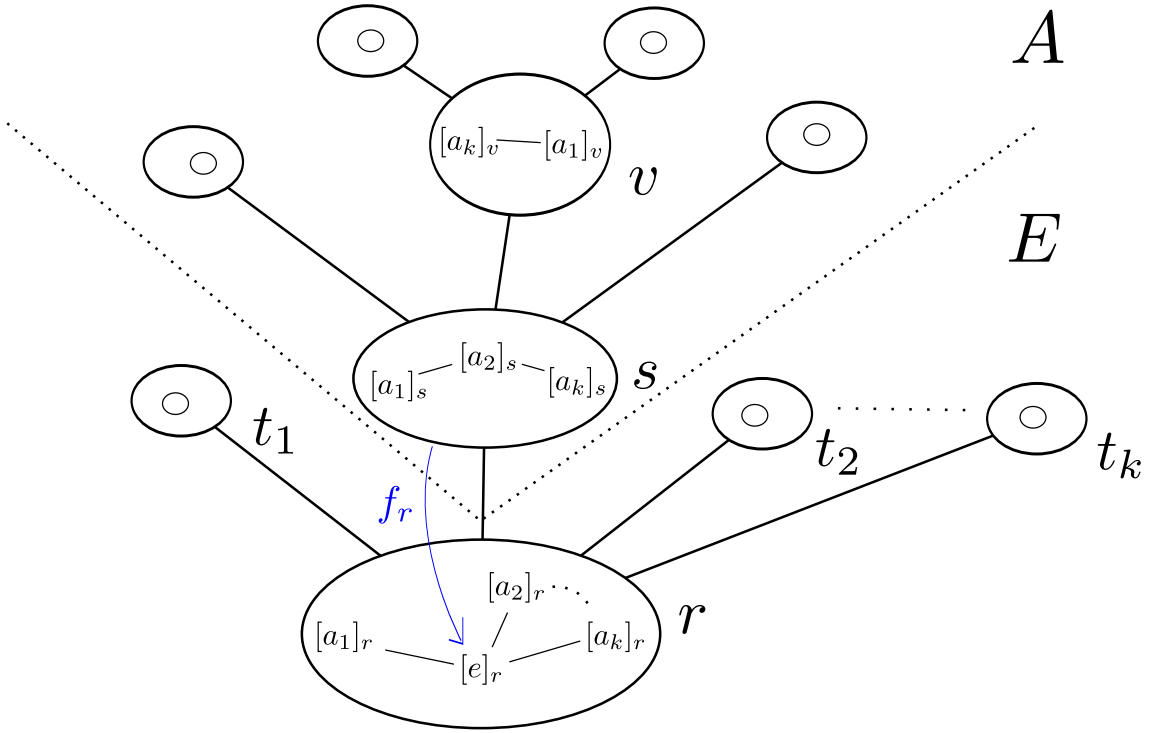 A
[a_k]_v [a_1]_v
v
E
[a_2]_s
[a_1]_s [a_k]_s
s
t_1
t_2
t_k
f_r
[a_2]_r
[a_1]_r [a_k]_r
r
[e]_r